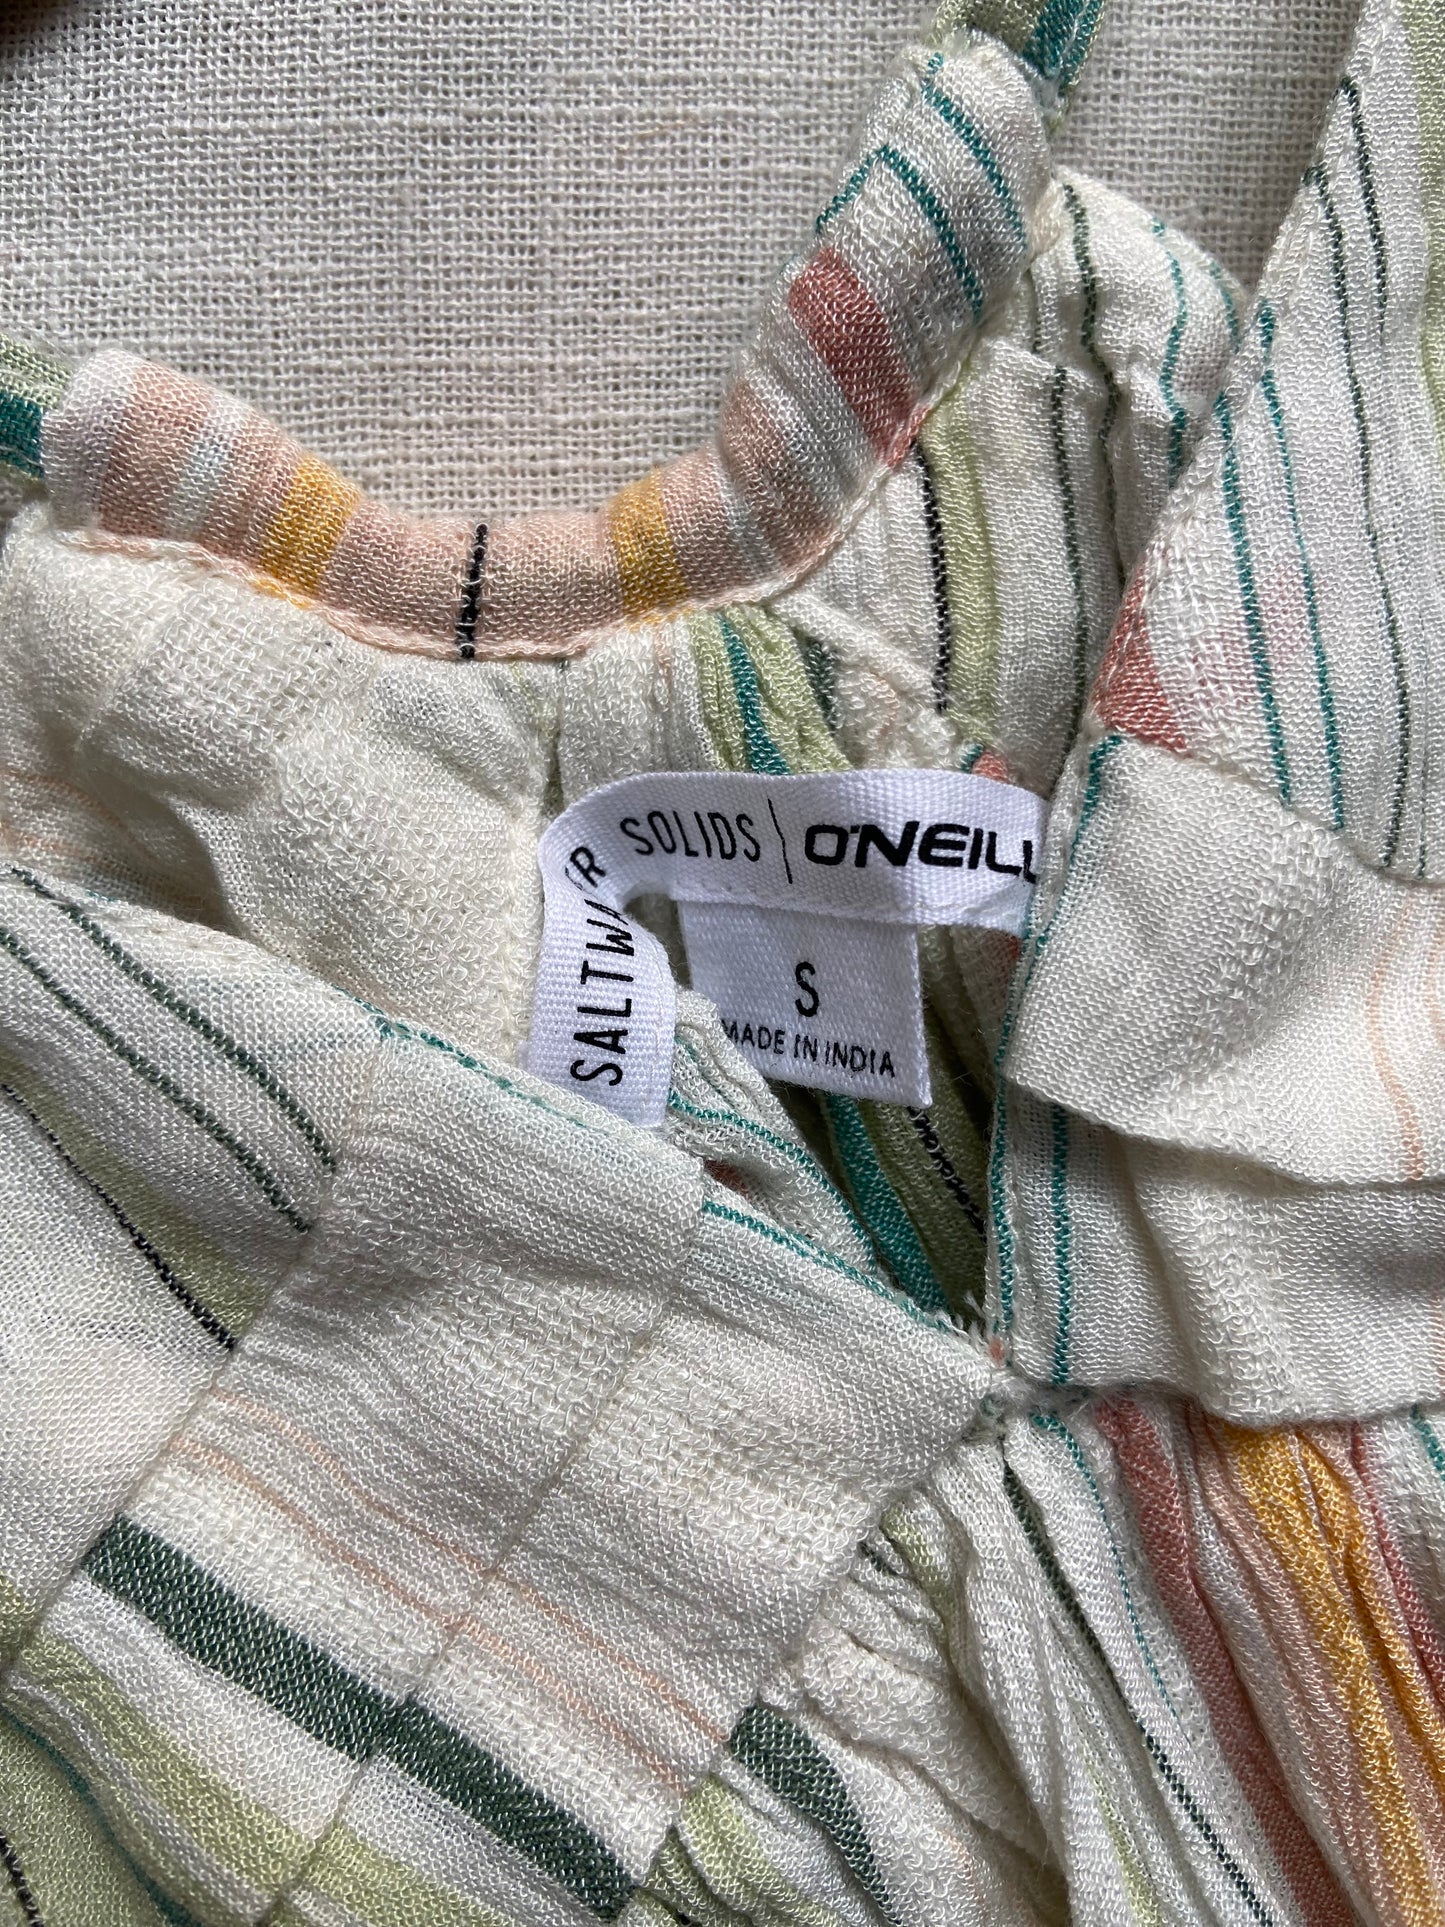 SALTWATER SOLIDS | O'NEILL
S
MADE IN INDIA